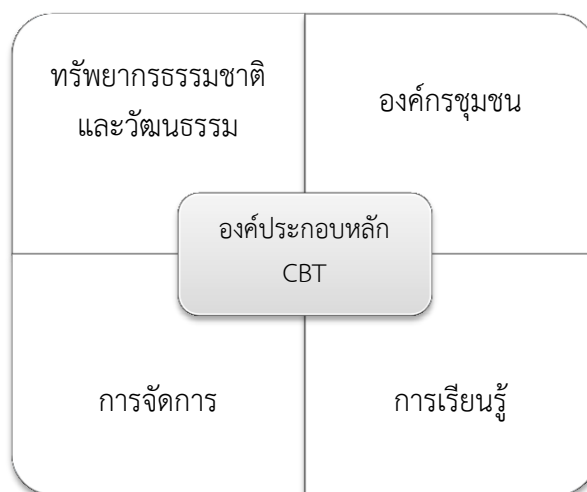 ทรัพยากรธรรมชาติ
และวัฒนธรรม
องค์กรชุมชน
องค์ประกอบหลัก
CBT
การจัดการ
การเรียนรู้